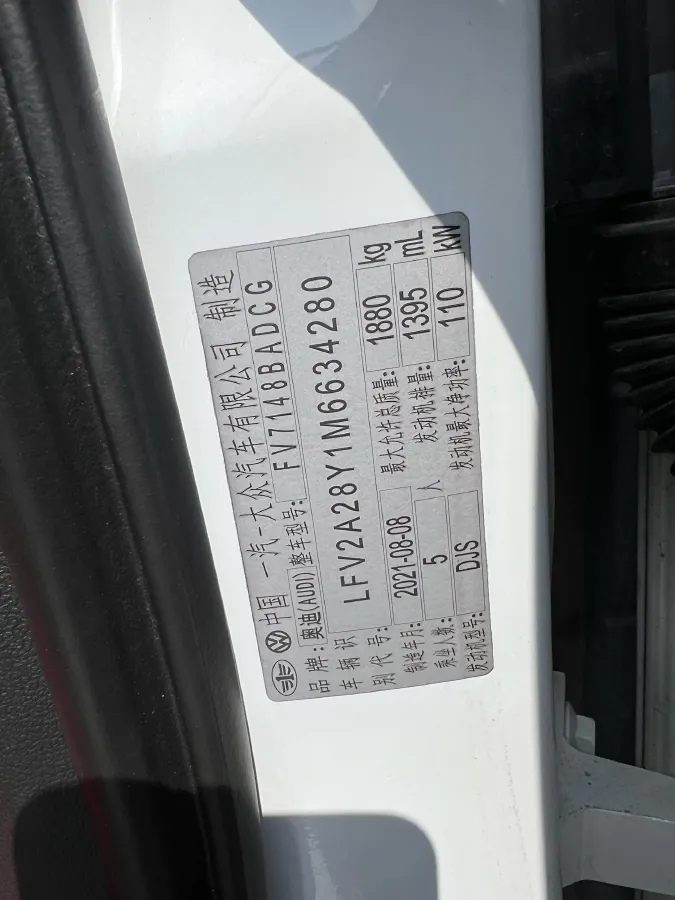 中国 一汽-大众汽车有限公司 制造
品牌:奥迪(AUDI) 整车型号: FV7148BADCG
车辆识别代号: LFV2A28Y1M6634280
制造年月: 2021-08-08 最大允许总质量: 1880 kg
乘坐人数: 5 人 发动机排量: 1395 mL
发动机型号: DJS 发动机最大净功率: 110 kW